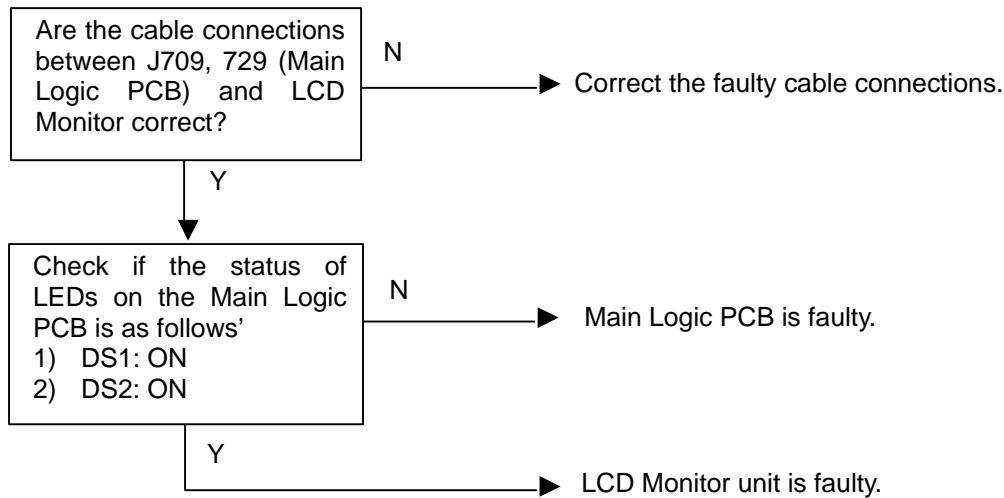 Are the cable connections
between J709, 729 (Main
Logic PCB) and LCD
Monitor correct?
N
Correct the faulty cable connections.
Y
Check if the status of
LEDs on the Main Logic
PCB is as follows’
1) DS1: ON
2) DS2: ON
N
Main Logic PCB is faulty.
Y
LCD Monitor unit is faulty.